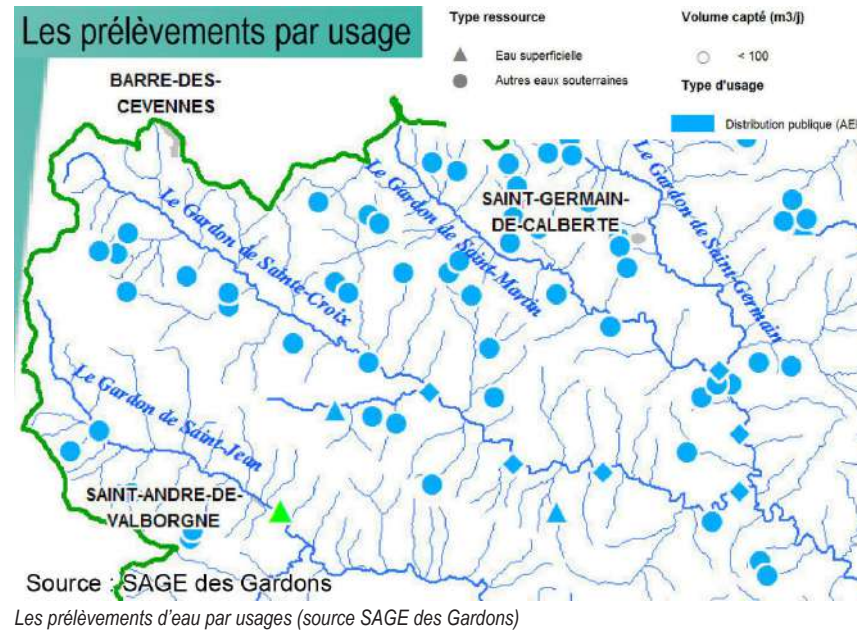 Les prélèvements par usage
Type ressource
Eau superficielle
Autres eaux souterraines
Volume capté (m3/j)
< 100
Type d'usage
Distribution publique (AEI
BARRE-DES-
CEVENNES
SAINT-GERMAIN-
DE-CALBERTE
Le Gardon de Sainte-Croix
Le Gardon de Saint-Martin
Le Gardon de Saint-Germain
Le Gardon de Saint-Jean
SAINT-ANDRE-DE-
VALBORGNE
Source : SAGE des Gardons
Les prélèvements d'eau par usages (source SAGE des Gardons)